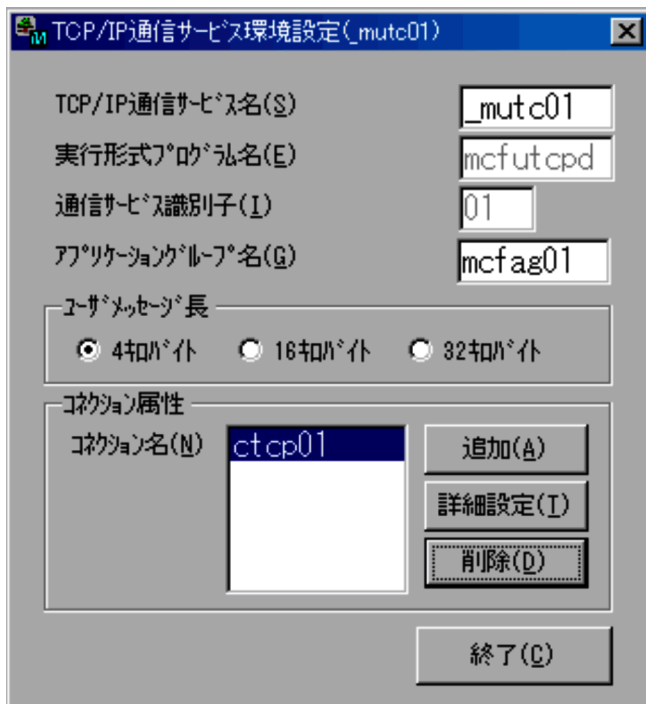 TCP/IP通信ｻｰﾋﾞｽ環境設定(_mutc01)
TCP/IP通信ｻｰﾋﾞｽ名(S) _mutc01
実行形式ﾌﾟﾛｸﾞﾗﾑ名(E) mcfutcpd
通信ｻｰﾋﾞｽ識別子(I) 01
ｱﾌﾟﾘｹｰｼｮﾝｸﾞﾙｰﾌﾟ名(G) mcfag01
ﾕｰｻﾞﾒｯｾｰｼﾞ長
4ｷﾛﾊﾞｲﾄ 16ｷﾛﾊﾞｲﾄ 32ｷﾛﾊﾞｲﾄ
ｺﾈｸｼｮﾝ属性
ｺﾈｸｼｮﾝ名(N) ctcp01 追加(A)
詳細設定(T)
削除(D)
終了(C)